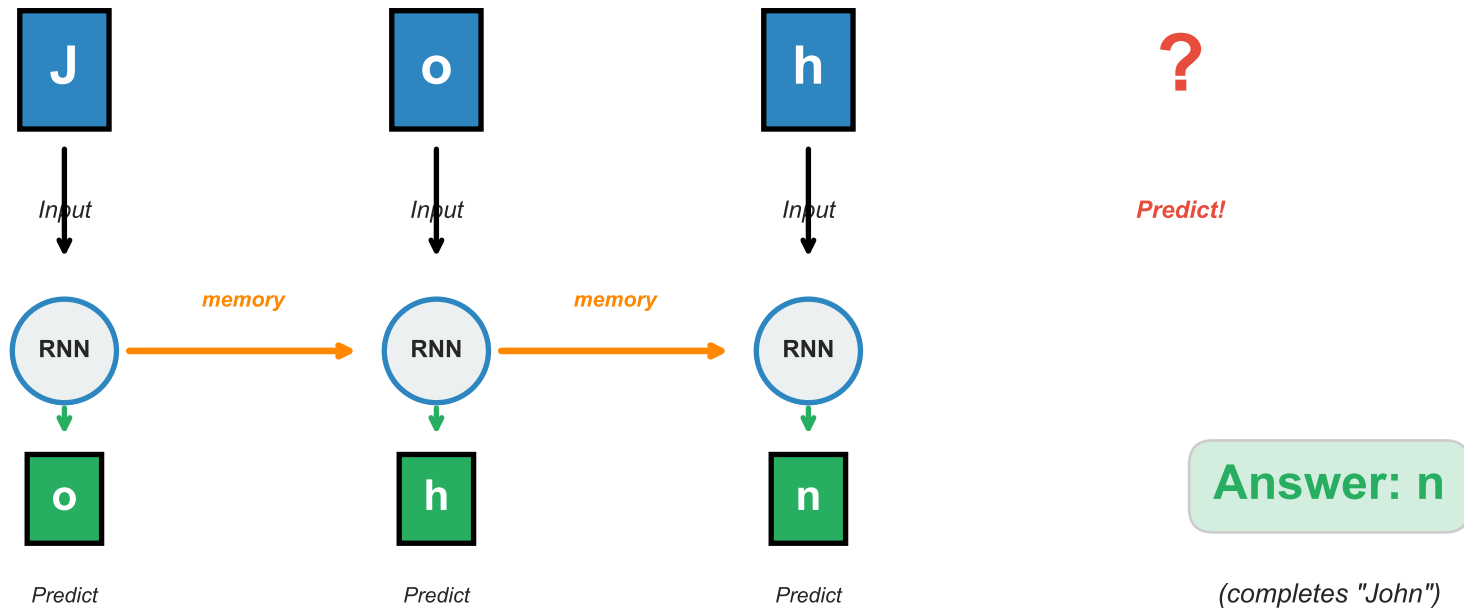 J o h ?
Input Input Input Predict!
memory memory
RNN RNN RNN
o h n Answer: n
Predict Predict Predict (completes "John")